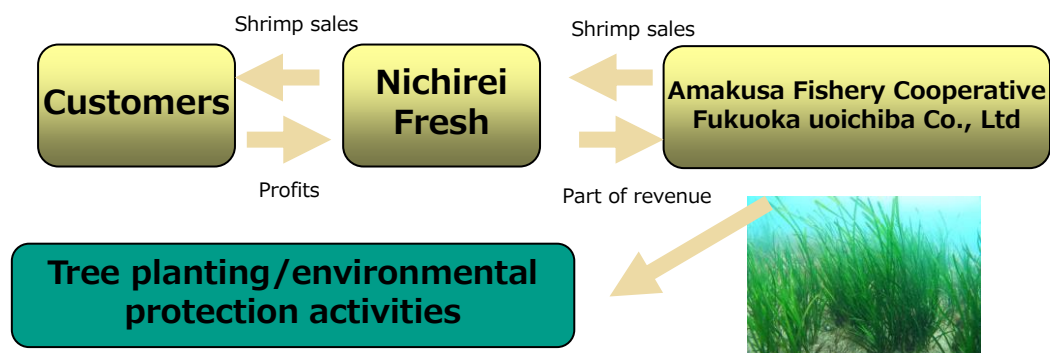 Shrimp sales
Shrimp sales
Customers
Nichirei
Fresh
Amakusa Fishery Cooperative
Fukuoka uoichiba Co., Ltd
Profits
Part of revenue
Tree planting/environmental
protection activities